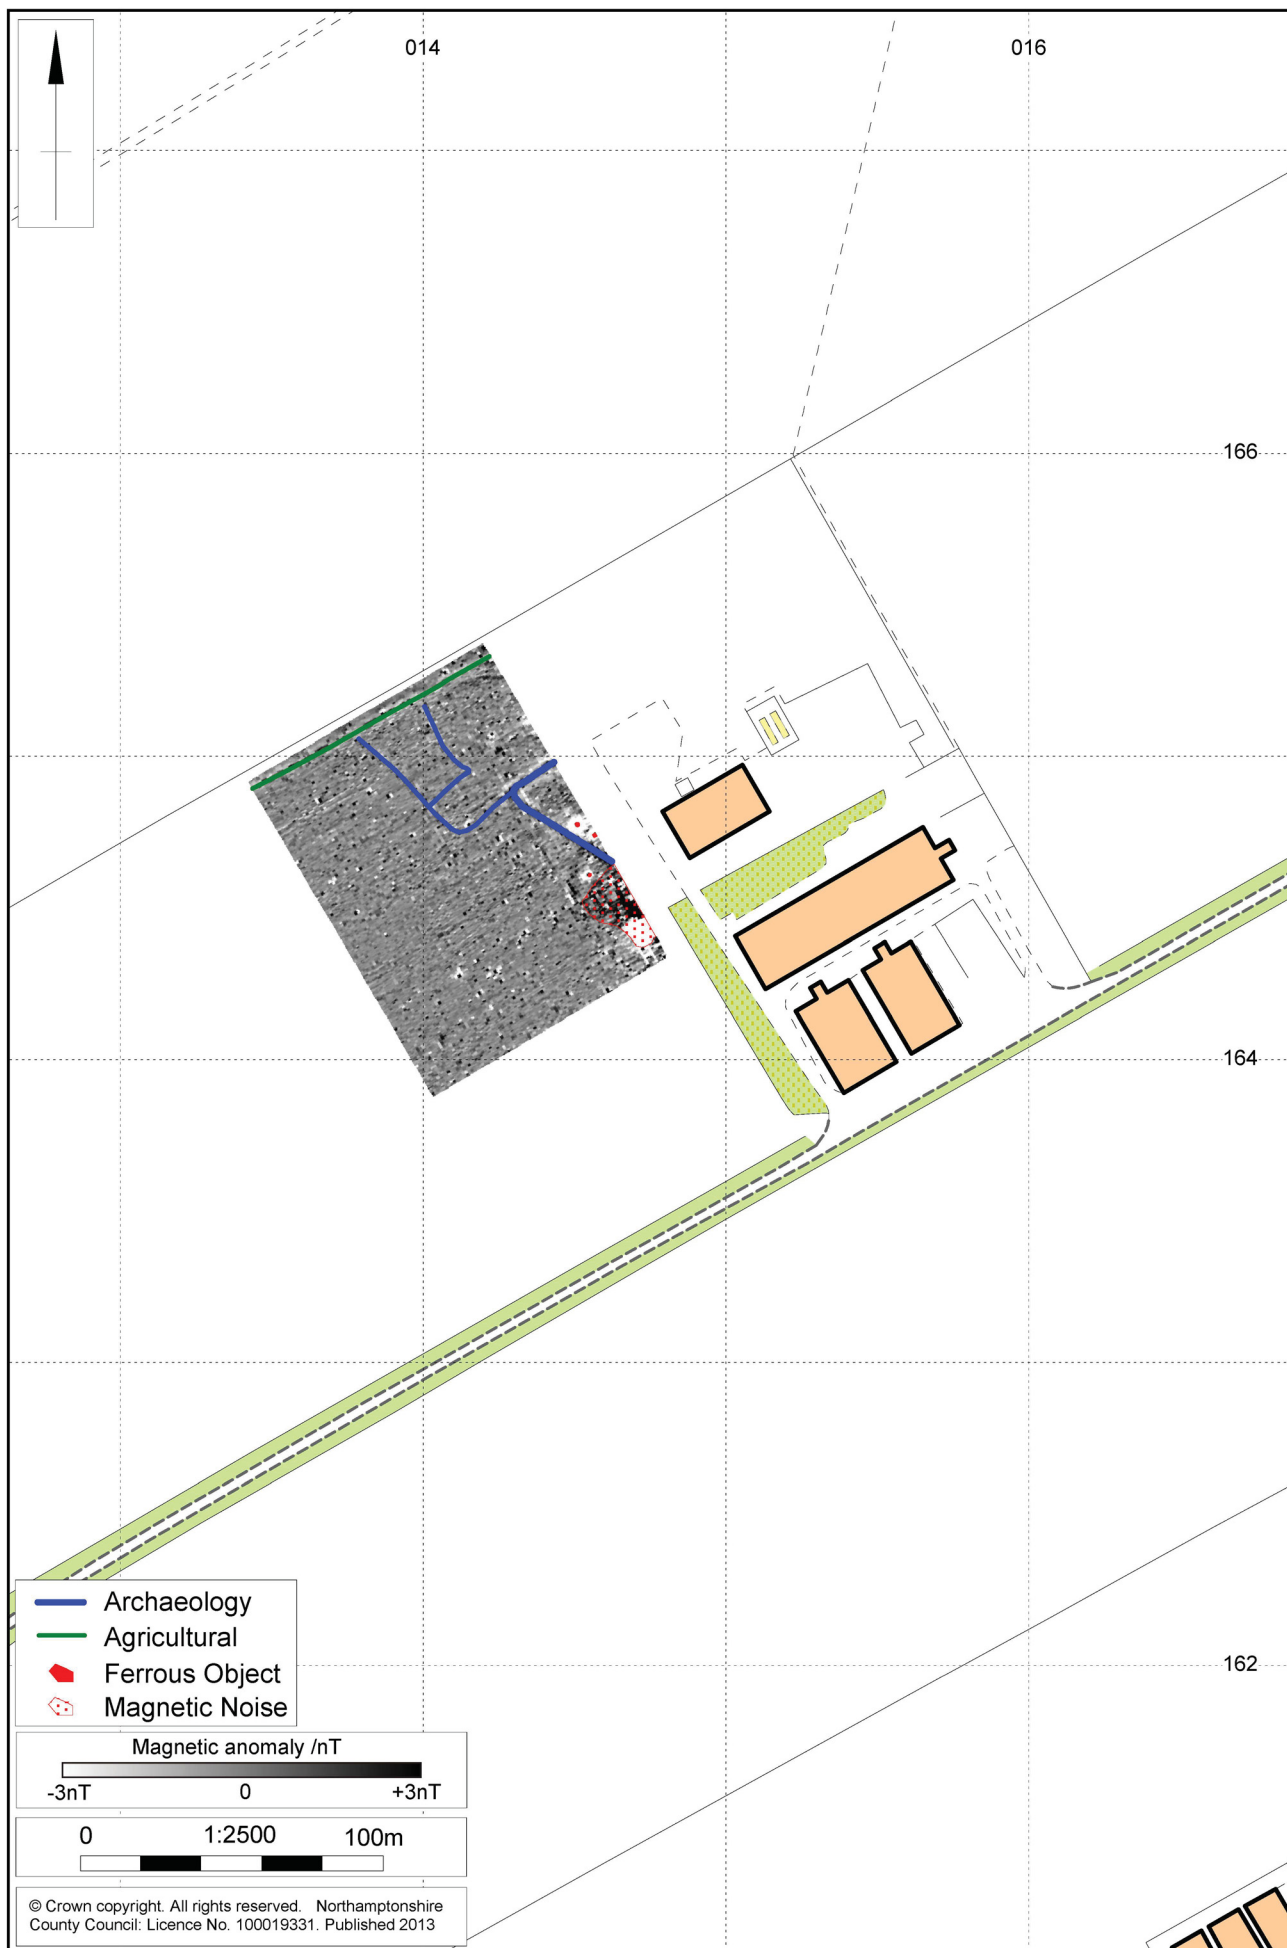 014
016
166
164
162
Archaeology
Agricultural
Ferrous Object
Magnetic Noise
Magnetic anomaly /nT
-3nT 0 +3nT
0 1:2500 100m
© Crown copyright. All rights reserved. Northamptonshire
County Council: Licence No. 100019331. Published 2013